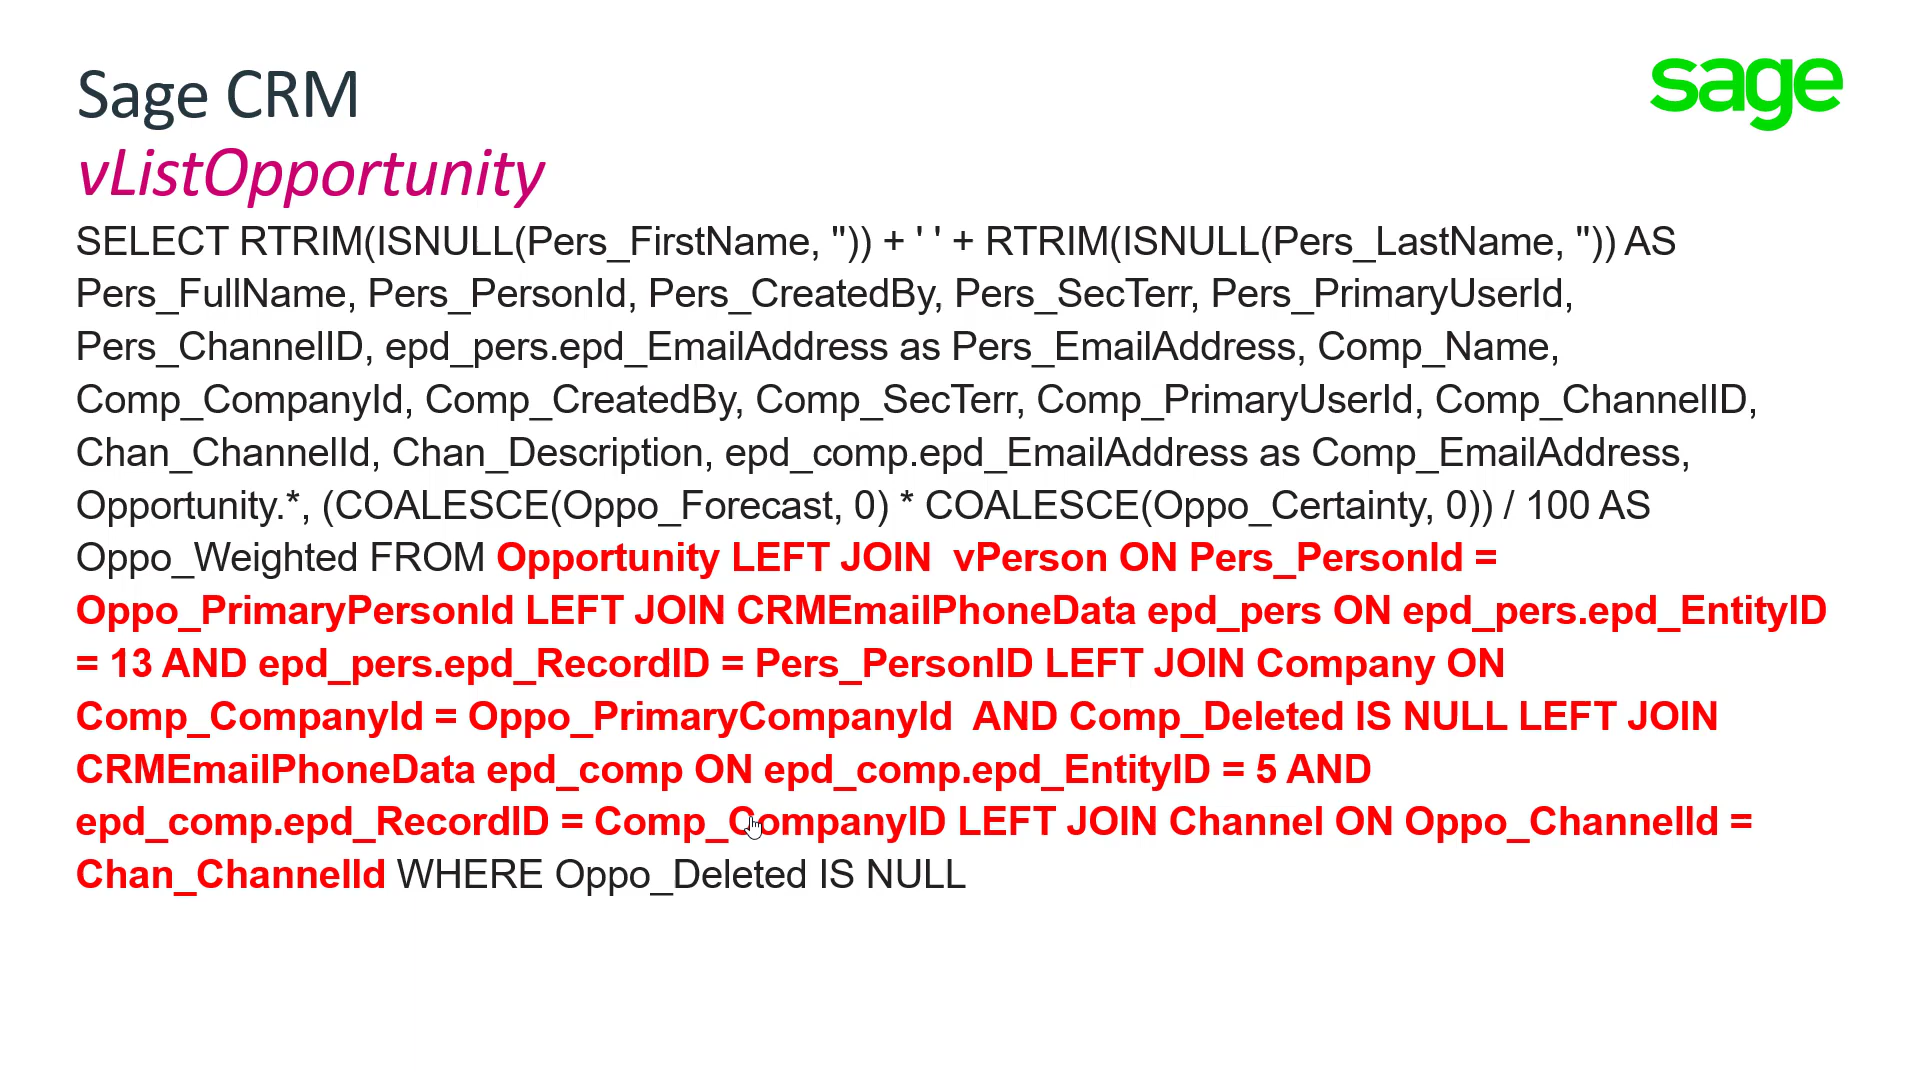 Sage CRM
sage
vListOpportunity
SELECT RTRIM(ISNULL(Pers_FirstName, '')) + ' ' + RTRIM(ISNULL(Pers_LastName, '')) AS
Pers_FullName, Pers_PersonId, Pers_CreatedBy, Pers_SecTerr, Pers_PrimaryUserId,
Pers_ChannelID, epd_pers.epd_EmailAddress as Pers_EmailAddress, Comp_Name,
Comp_CompanyId, Comp_CreatedBy, Comp_SecTerr, Comp_PrimaryUserId, Comp_ChannelID,
Chan_ChannelId, Chan_Description, epd_comp.epd_EmailAddress as Comp_EmailAddress,
Opportunity.*, (COALESCE(Oppo_Forecast, 0) * COALESCE(Oppo_Certainty, 0)) / 100 AS
Oppo_Weighted FROM Opportunity LEFT JOIN  vPerson ON Pers_PersonId =
Oppo_PrimaryPersonId LEFT JOIN CRMEmailPhoneData epd_pers ON epd_pers.epd_EntityID
= 13 AND epd_pers.epd_RecordID = Pers_PersonID LEFT JOIN Company ON
Comp_CompanyId = Oppo_PrimaryCompanyId  AND Comp_Deleted IS NULL LEFT JOIN
CRMEmailPhoneData epd_comp ON epd_comp.epd_EntityID = 5 AND
epd_comp.epd_RecordID = Comp_CompanyID LEFT JOIN Channel ON Oppo_ChannelId =
Chan_ChannelId WHERE Oppo_Deleted IS NULL